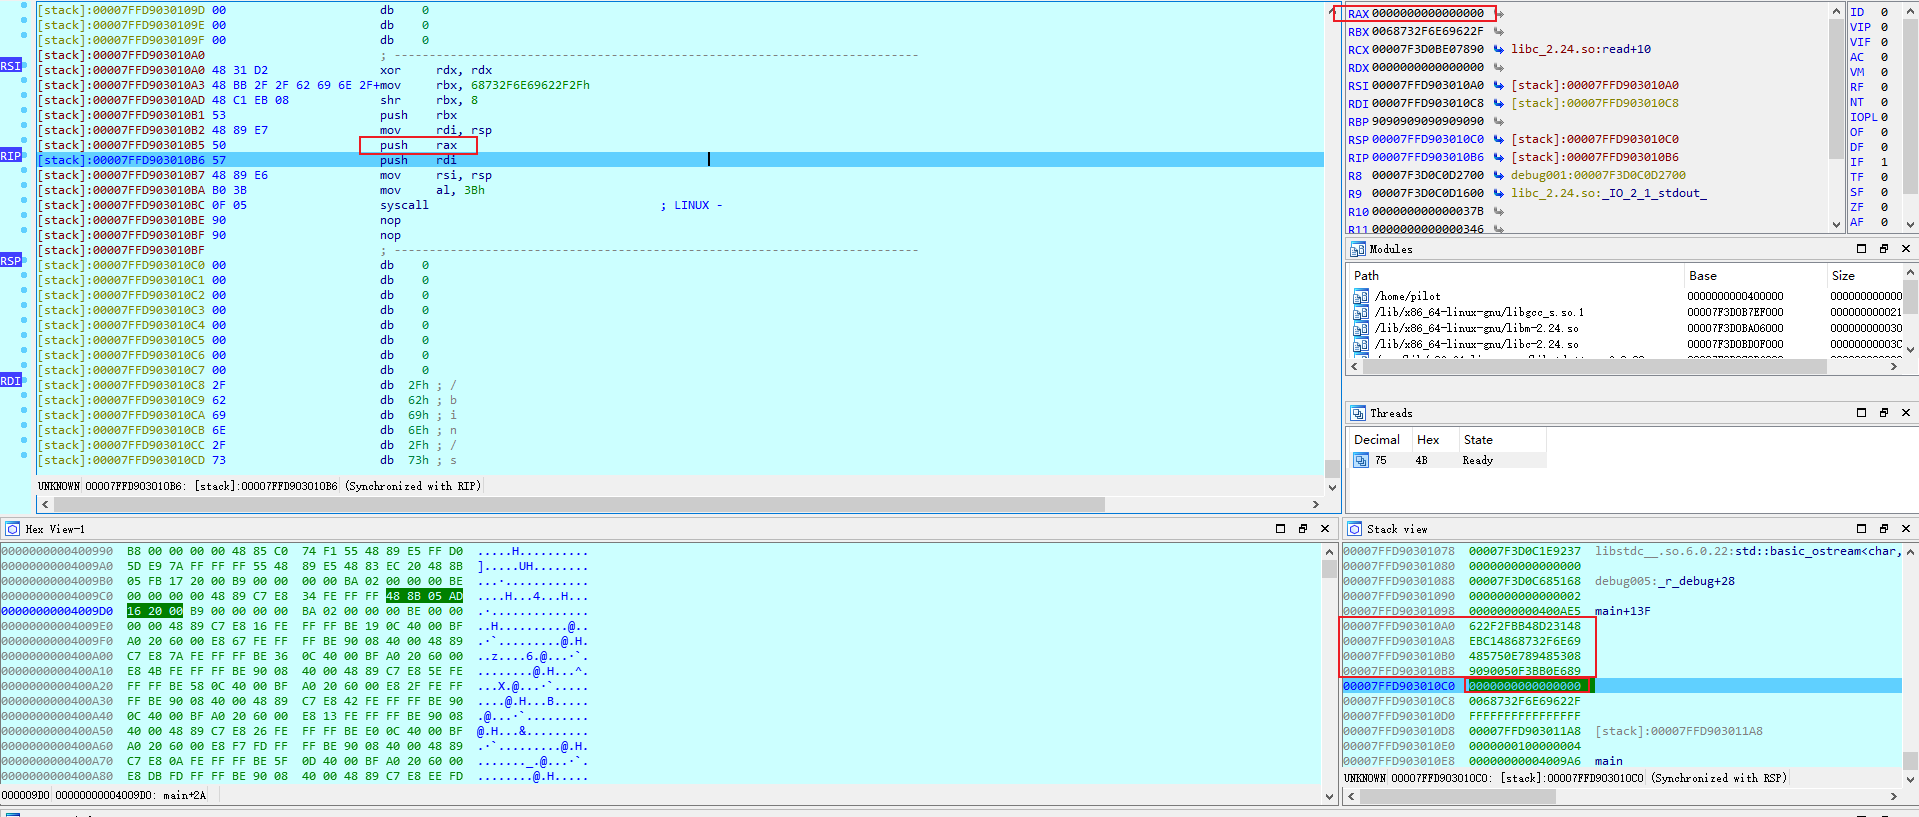 [stack]:00007FFD9030109D 00 db 0
[stack]:00007FFD9030109E 00 db 0
[stack]:00007FFD9030109F 00 db 0
[stack]:00007FFD903010A0 ; ---------------------------------------------------------------------------
RSI [stack]:00007FFD903010A0 48 31 D2 xor rdx, rdx
[stack]:00007FFD903010A3 48 BB 2F 2F 62 69 6E 2F+mov rbx, 68732F6E69622F2Fh
[stack]:00007FFD903010AD 48 C1 EB 08 shr rbx, 8
[stack]:00007FFD903010B1 53 push rbx
[stack]:00007FFD903010B2 48 89 E7 mov rdi, rsp
[stack]:00007FFD903010B5 50 push rax
RIP [stack]:00007FFD903010B6 57 push rdi
[stack]:00007FFD903010B7 48 89 E6 mov rsi, rsp
[stack]:00007FFD903010BA B0 3B mov al, 3Bh
[stack]:00007FFD903010BC 0F 05 syscall ; LINUX -
[stack]:00007FFD903010BE 90 nop
[stack]:00007FFD903010BF 90 nop
[stack]:00007FFD903010BF ; ---------------------------------------------------------------------------
RSP [stack]:00007FFD903010C0 00 db 0
[stack]:00007FFD903010C1 00 db 0
[stack]:00007FFD903010C2 00 db 0
[stack]:00007FFD903010C3 00 db 0
[stack]:00007FFD903010C4 00 db 0
[stack]:00007FFD903010C5 00 db 0
[stack]:00007FFD903010C6 00 db 0
[stack]:00007FFD903010C7 00 db 0
RDI [stack]:00007FFD903010C8 2F db 2Fh ; /
[stack]:00007FFD903010C9 62 db 62h ; b
[stack]:00007FFD903010CA 69 db 69h ; i
[stack]:00007FFD903010CB 6E db 6Eh ; n
[stack]:00007FFD903010CC 2F db 2Fh ; /
[stack]:00007FFD903010CD 73 db 73h ; s
UNKNOWN 00007FFD903010B6: [stack]:00007FFD903010B6 (Synchronized with RIP)
RAX 0000000000000000
RBX 0068732F6E69622F
RCX 00007F3D0BE07890 libc_2.24.so:read+10
RDX 0000000000000000
RSI 00007FFD903010A0 [stack]:00007FFD903010A0
RDI 00007FFD903010C8 [stack]:00007FFD903010C8
RBP 9090909090909090
RSP 00007FFD903010C0 [stack]:00007FFD903010C0
RIP 00007FFD903010B6 [stack]:00007FFD903010B6
R8 00007F3D0C0D2700 debug001:00007F3D0C0D2700
R9 00007F3D0C0D1600 libc_2.24.so:_IO_2_1_stdout_
R10 000000000000037B
R11 0000000000000346
ID 0
VIP 0
VIF 0
AC 0
VM 0
RF 0
NT 0
IOPL 0
OF 0
DF 0
IF 1
TF 0
SF 0
ZF 0
AF 0
Modules
Path Base Size
/home/pilot 0000000000400000 000000000000
/lib/x86_64-linux-gnu/libgcc_s.so.1 00007F3D0B7EF000 000000000021
/lib/x86_64-linux-gnu/libm-2.24.so 00007F3D0BA06000 000000000030
/lib/x86_64-linux-gnu/libc-2.24.so 00007F3D0BD0F000 00000000003C
Threads
Decimal Hex State
75 4B Ready
Hex View-1
0000000000400990 B8 00 00 00 00 48 85 C0 74 F1 55 48 89 E5 FF D0 .....H..........
00000000004009A0 5D E9 7A FF FF FF 55 48 89 E5 48 83 EC 20 48 8B ].....UH........
00000000004009B0 05 FB 17 20 00 B9 00 00 00 00 BA 02 00 00 00 BE ...·............
00000000004009C0 00 00 00 00 48 89 C7 E8 34 FE FF FF 48 8B 05 AD ....H...4...H...
00000000004009D0 16 20 00 B9 00 00 00 00 BA 02 00 00 00 BE 00 00 .·..............
00000000004009E0 00 00 48 89 C7 E8 16 FE FF FF BE 19 0C 40 00 BF ..H..........@..
00000000004009F0 A0 20 60 00 E8 67 FE FF FF BE 90 08 40 00 48 89 .·`.........@.H.
0000000000400A00 C7 E8 7A FE FF FF BE 36 0C 40 00 BF A0 20 60 00 ..z....6.@...·`.
0000000000400A10 E8 4B FE FF FF BE 90 08 40 00 48 89 C7 E8 5E FE ........@.H...^.
0000000000400A20 FF FF BE 58 0C 40 00 BF A0 20 60 00 E8 2F FE FF ...X.@...·`.....
0000000000400A30 FF BE 90 08 40 00 48 89 C7 E8 42 FE FF FF BE 90 ....@.H...B.....
0000000000400A40 0C 40 00 BF A0 20 60 00 E8 13 FE FF FF BE 90 08 .@...·`.........
0000000000400A50 40 00 48 89 C7 E8 26 FE FF FF BE E0 0C 40 00 BF @.H...&......@..
0000000000400A60 A0 20 60 00 E8 F7 FD FF FF BE 90 08 40 00 48 89 .·`.........@.H.
0000000000400A70 C7 E8 0A FE FF FF BE 5F 0D 40 00 BF A0 20 60 00 ......._.@...·`.
0000000000400A80 E8 DB FD FF FF BE 90 08 40 00 48 89 C7 E8 EE FD ........@.H.....
000009D0 00000000004009D0: main+2A
Stack view
00007FFD90301078 00007F3D0C1E9237 libstdc__.so.6.0.22:std::basic_ostream<char,
00007FFD90301080 0000000000000000
00007FFD90301088 00007F3D0C685168 debug005:_r_debug+28
00007FFD90301090 0000000000000002
00007FFD90301098 0000000000400AE5 main+13F
00007FFD903010A0 622F2FBB48D23148
00007FFD903010A8 EBC14868732F6E69
00007FFD903010B0 485750E789485308
00007FFD903010B8 9090050F3BB0E689
00007FFD903010C0 0000000000000000
00007FFD903010C8 0068732F6E69622F
00007FFD903010D0 FFFFFFFFFFFFFFFF
00007FFD903010D8 00007FFD903011A8 [stack]:00007FFD903011A8
00007FFD903010E0 0000000100000004
00007FFD903010E8 00000000004009A6 main
UNKNOWN 00007FFD903010C0: [stack]:00007FFD903010C0 (Synchronized with RSP)